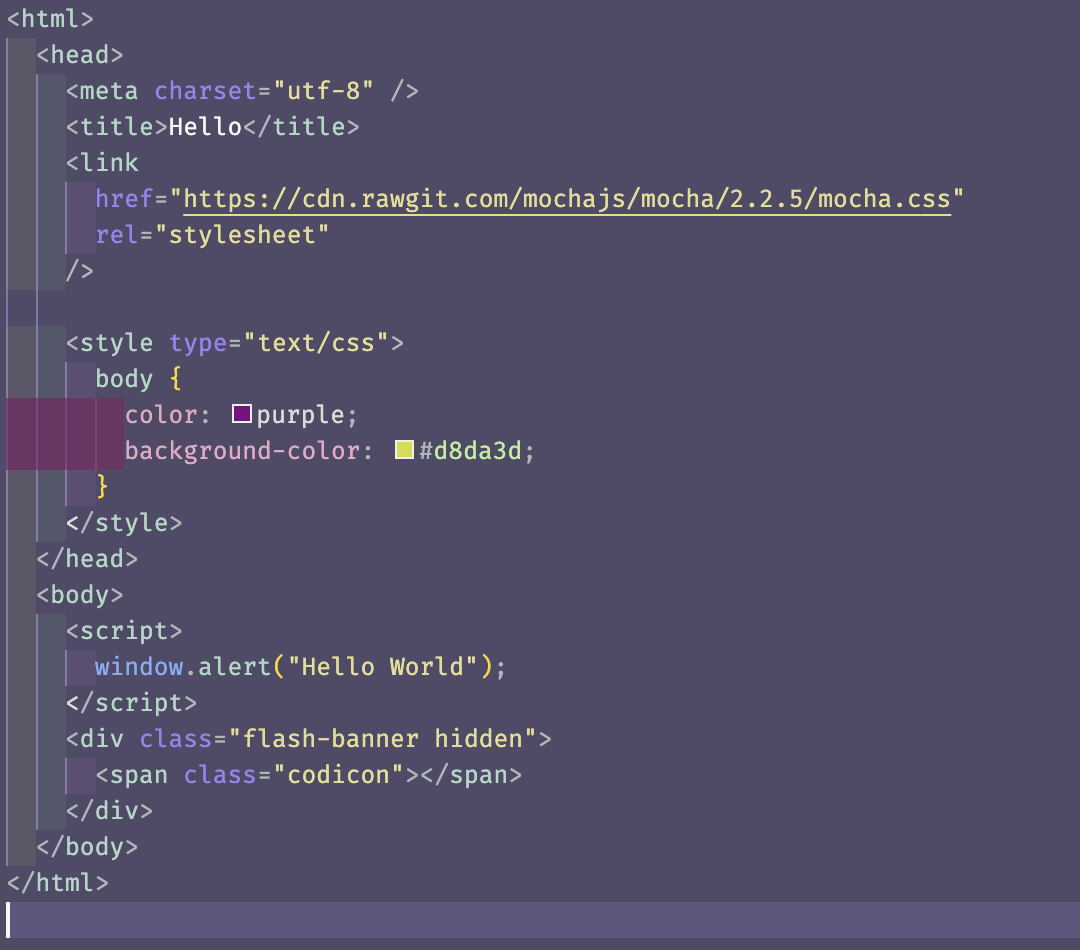 <html>
  <head>
    <meta charset="utf-8" />
    <title>Hello</title>
    <link
      href="https://cdn.rawgit.com/mochajs/mocha/2.2.5/mocha.css"
      rel="stylesheet"
    />

    <style type="text/css">
      body {
        color: purple;
        background-color: #d8da3d;
      }
    </style>
  </head>
  <body>
    <script>
      window.alert("Hello World");
    </script>
    <div class="flash-banner hidden">
      <span class="codicon"></span>
    </div>
  </body>
</html>